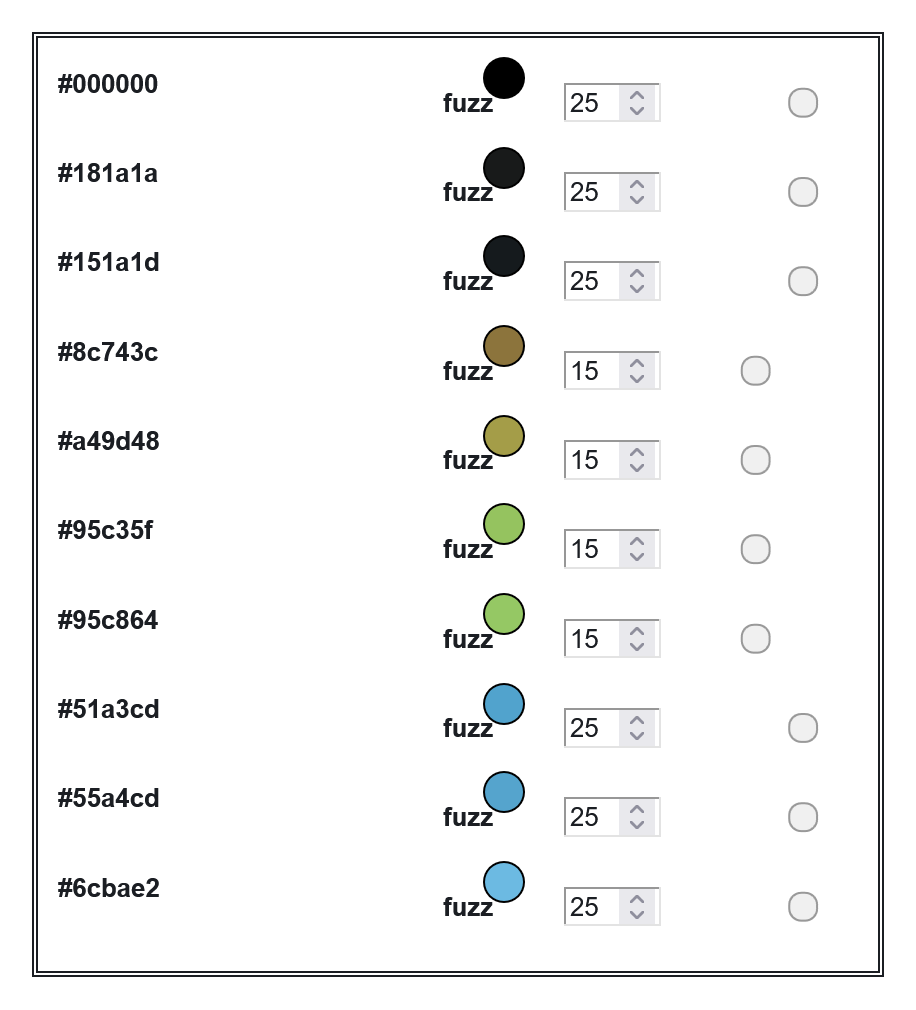 #000000 fuzz 25
#181a1a fuzz 25
#151a1d fuzz 25
#8c743c fuzz 15
#a49d48 fuzz 15
#95c35f fuzz 15
#95c864 fuzz 15
#51a3cd fuzz 25
#55a4cd fuzz 25
#6cbae2 fuzz 25